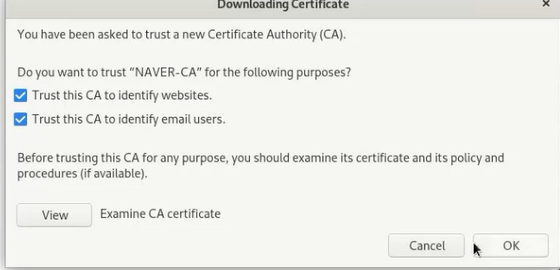 Downloading Certificate
×
You have been asked to trust a new Certificate Authority (CA).
Do you want to trust “NAVER-CA” for the following purposes?
Trust this CA to identify websites.
Trust this CA to identify email users.
Before trusting this CA for any purpose, you should examine its certificate and its policy and
procedures (if available).
View Examine CA certificate
Cancel OK